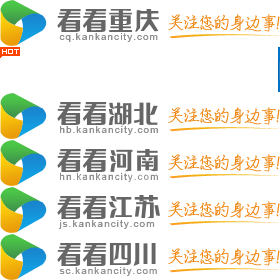 看看重庆 关注您的身边事!
cq.kankancity.com
HOT
看看湖北 关注您的身边事!
hb.kankancity.com
看看河南 关注您的身边事!
hn.kankancity.com
看看江苏 关注您的身边事!
js.kankancity.com
看看四川 关注您的身边事!
sc.kankancity.com